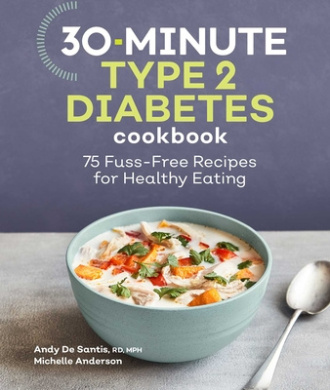 30-MINUTE
TYPE 2
DIABETES
cookbook
75 Fuss-Free Recipes
for Healthy Eating
Andy De Santis, RD, MPH
Michelle Anderson